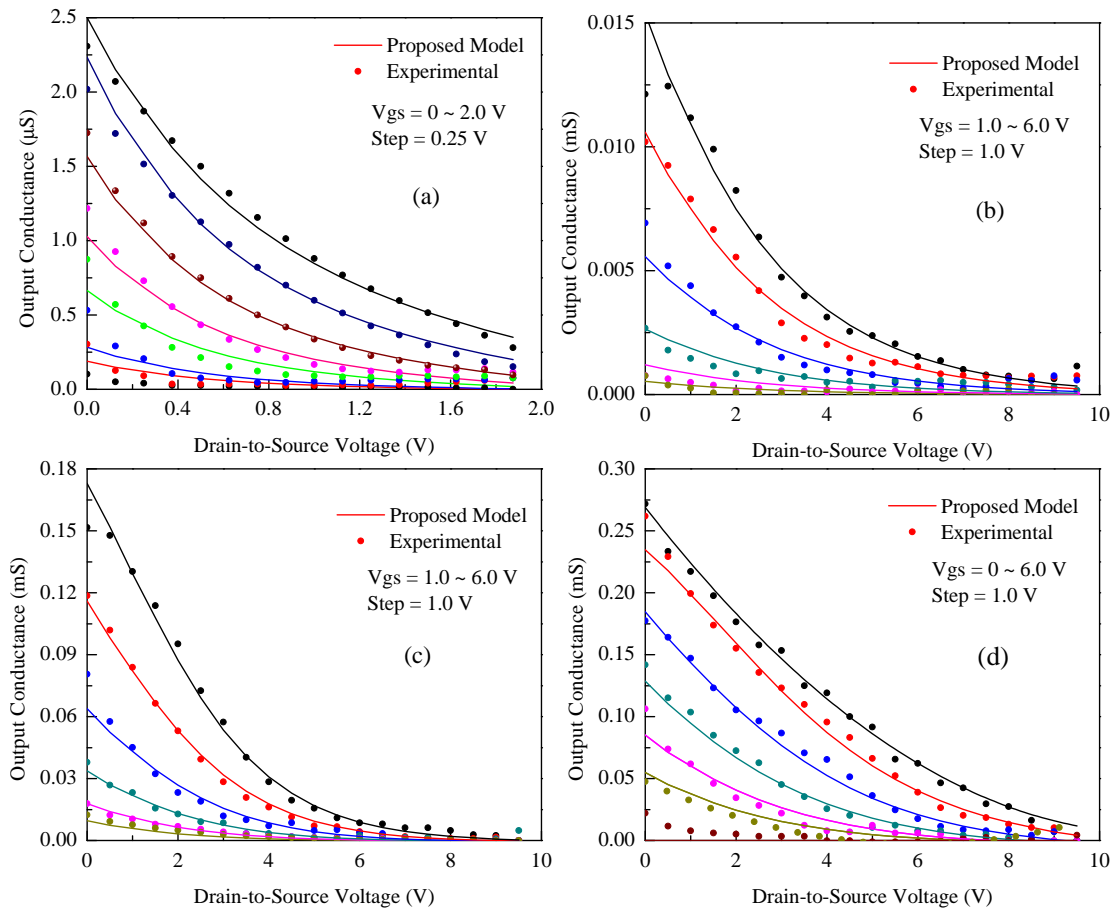 2.5
2.0
1.5
1.0
0.5
0.0
Output Conductance (μS)
Proposed Model
Experimental
Vgs = 0 ~ 2.0 V
Step = 0.25 V
(a)
0.0 0.4 0.8 1.2 1.6 2.0
Drain-to-Source Voltage (V)
0.015
0.010
0.005
0.000
Output Conductance (mS)
Proposed Model
Experimental
Vgs = 1.0 ~ 6.0 V
Step = 1.0 V
(b)
0 2 4 6 8 10
Drain-to-Source Voltage (V)
0.18
0.15
0.12
0.09
0.06
0.03
0.00
Output Conductance (mS)
Proposed Model
Experimental
Vgs = 1.0 ~ 6.0 V
Step = 1.0 V
(c)
0 2 4 6 8 10
Drain-to-Source Voltage (V)
0.30
0.25
0.20
0.15
0.10
0.05
0.00
Output Conductance (mS)
Proposed Model
Experimental
Vgs = 0 ~ 6.0 V
Step = 1.0 V
(d)
0 2 4 6 8 10
Drain-to-Source Voltage (V)